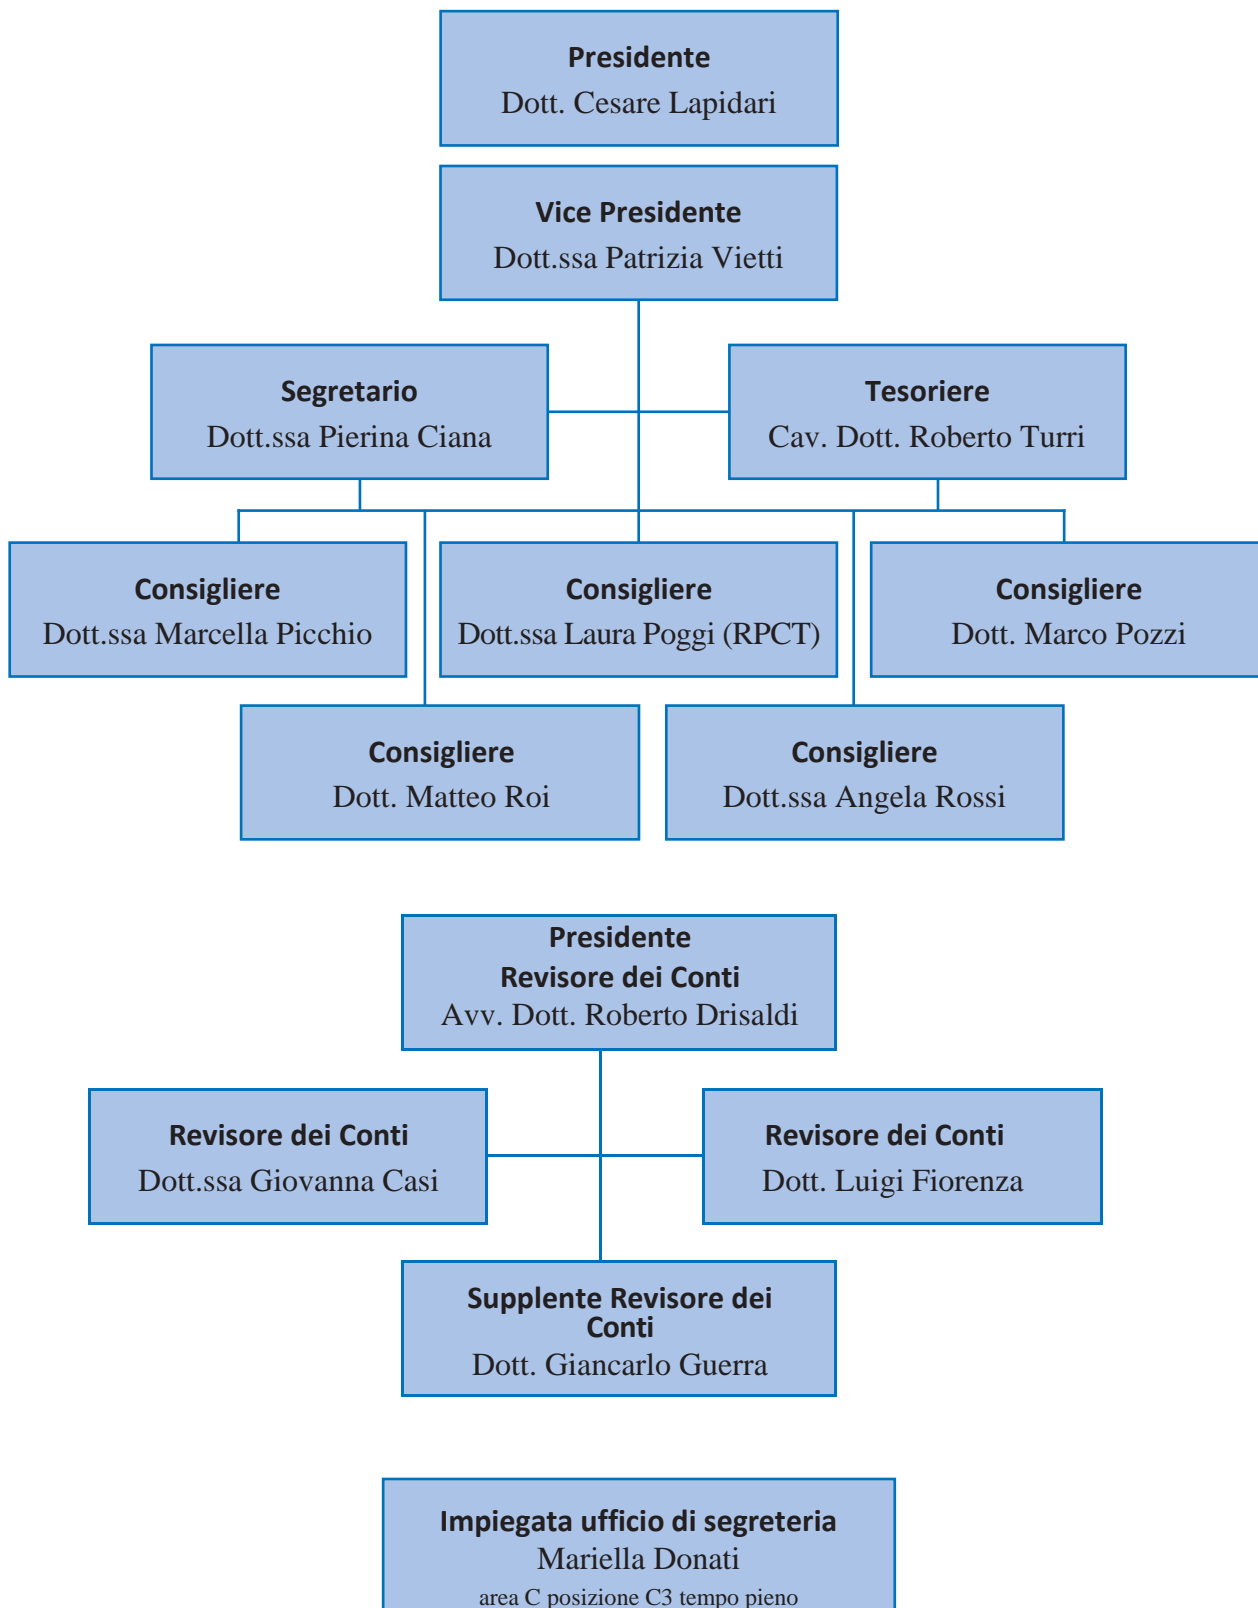 Presidente
Dott. Cesare Lapidari
Vice Presidente
Dott.ssa Patrizia Vietti
Segretario
Dott.ssa Pierina Ciana
Tesoriere
Cav. Dott. Roberto Turri
Consigliere
Dott.ssa Marcella Picchio
Consigliere
Dott.ssa Laura Poggi (RPCT)
Consigliere
Dott. Marco Pozzi
Consigliere
Dott. Matteo Roi
Consigliere
Dott.ssa Angela Rossi
Presidente
Revisore dei Conti
Avv. Dott. Roberto Drisaldi
Revisore dei Conti
Dott.ssa Giovanna Casi
Revisore dei Conti
Dott. Luigi Fiorenza
Supplente Revisore dei
Conti
Dott. Giancarlo Guerra
Impiegata ufficio di segreteria
Mariella Donati
area C posizione C3 tempo pieno